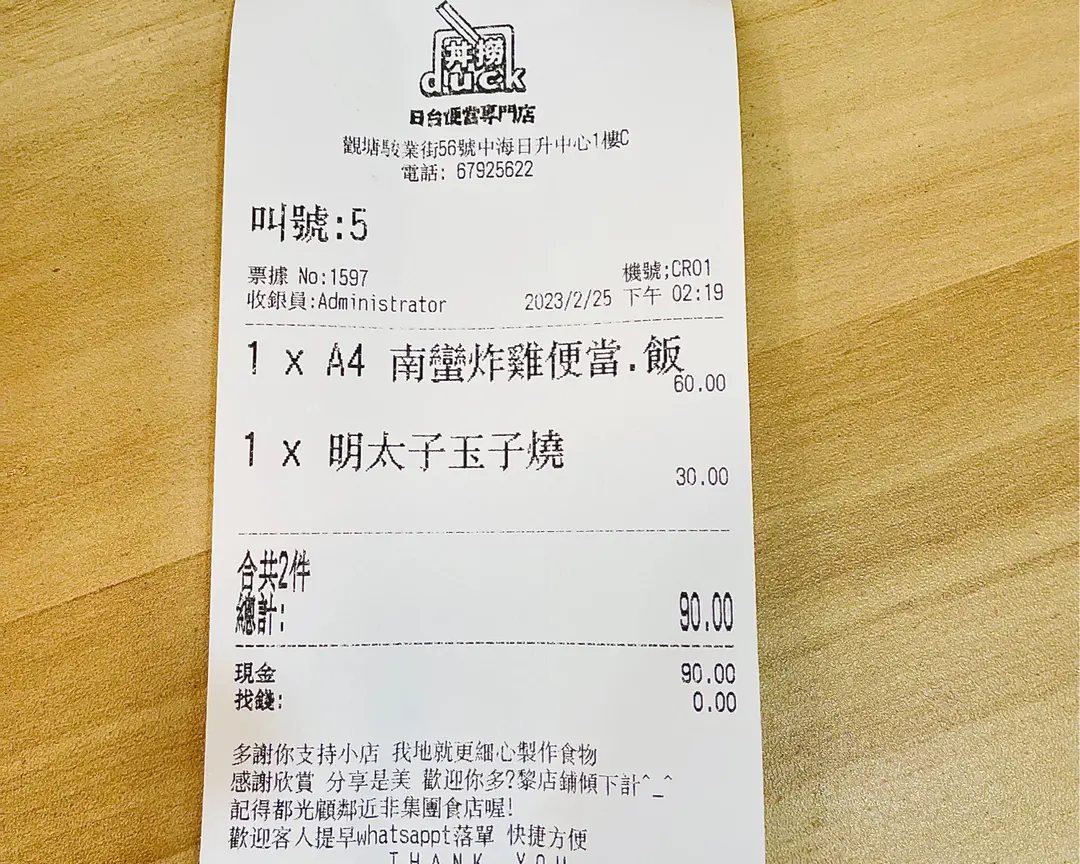 丼撈
duck
日台便當專門店
觀塘駿業街56號中海日升中心1樓C
電話: 67925622
叫號:5
票據 No:1597 機號;CR01
收銀員:Administrator 2023/2/25 下午 02:19
1 x A4 南蠻炸雞便當.飯 60.00
1 x 明太子玉子燒 30.00
合共2件
總計: 90.00
現金 90.00
找錢: 0.00
多謝你支持小店 我地就更細心製作食物
感謝欣賞 分享是美 歡迎你多?黎店鋪傾下計^_^
記得都光顧鄰近非集團食店喔!
歡迎客人提早whatsappt落單 快捷方便
THANK YOU